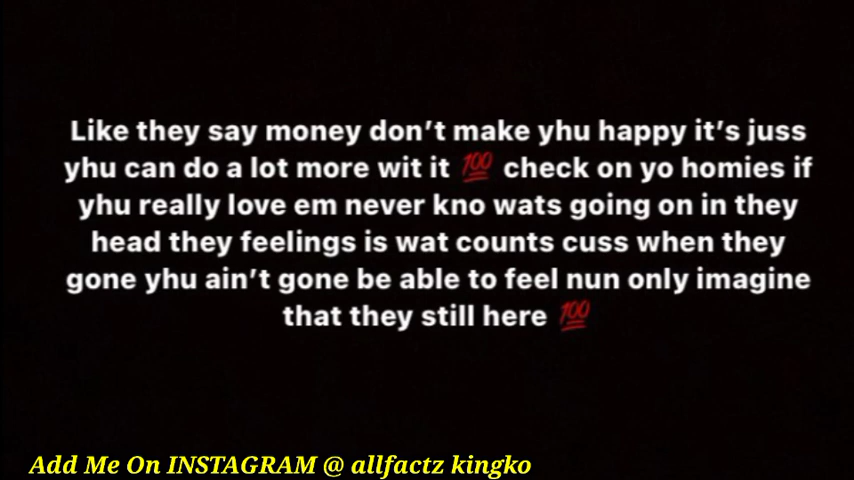 Like they say money don’t make yhu happy it’s juss
yhu can do a lot more wit it 💯 check on yo homies if
yhu really love em never kno wats going on in they
head they feelings is wat counts cuss when they
gone yhu ain’t gone be able to feel nun only imagine
that they still here 💯
Add Me On INSTAGRAM @ allfactz kingko